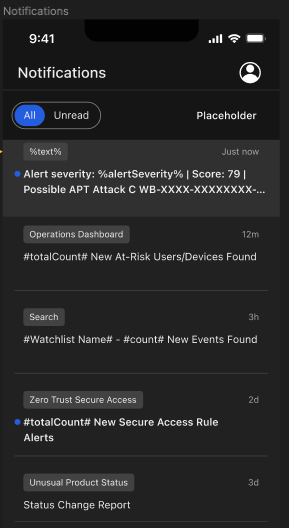 Notifications
9:41
Notifications
All
Unread
Placeholder
%text%
Just now
Alert severity: %alertSeverity% | Score: 79 |
Possible APT Attack C WB-XXXX-XXXXXXXX-...
Operations Dashboard
12m
#totalCount# New At-Risk Users/Devices Found
Search
3h
#Watchlist Name# - #count# New Events Found
Zero Trust Secure Access
2d
#totalCount# New Secure Access Rule
Alerts
Unusual Product Status
3d
Status Change Report